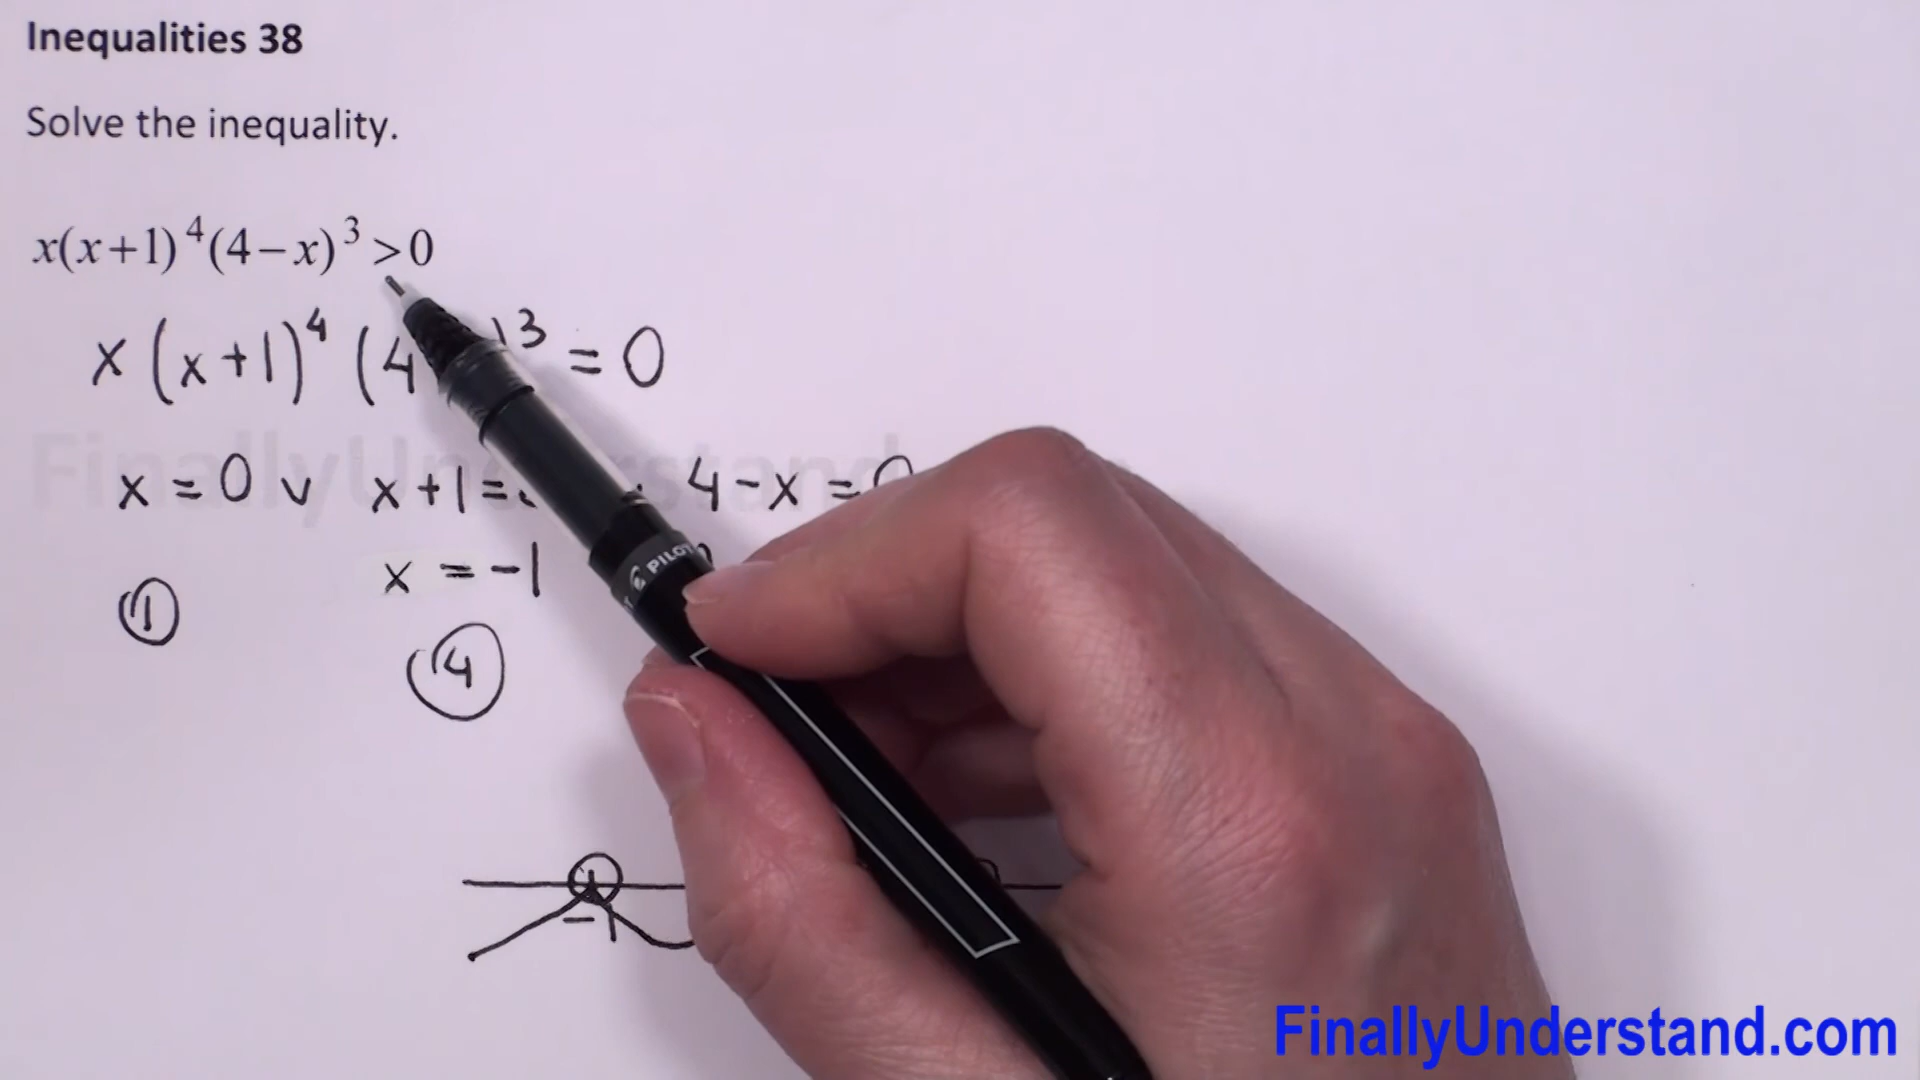 Inequalities 38
Solve the inequality.
x(x+1)⁴(4−x)³>0
x (x+1)⁴ (4 )³ = 0
x = 0 v x+1= 4-x =0
x = -1
1
4
-1
PILOT
FinallyUnderstand.com